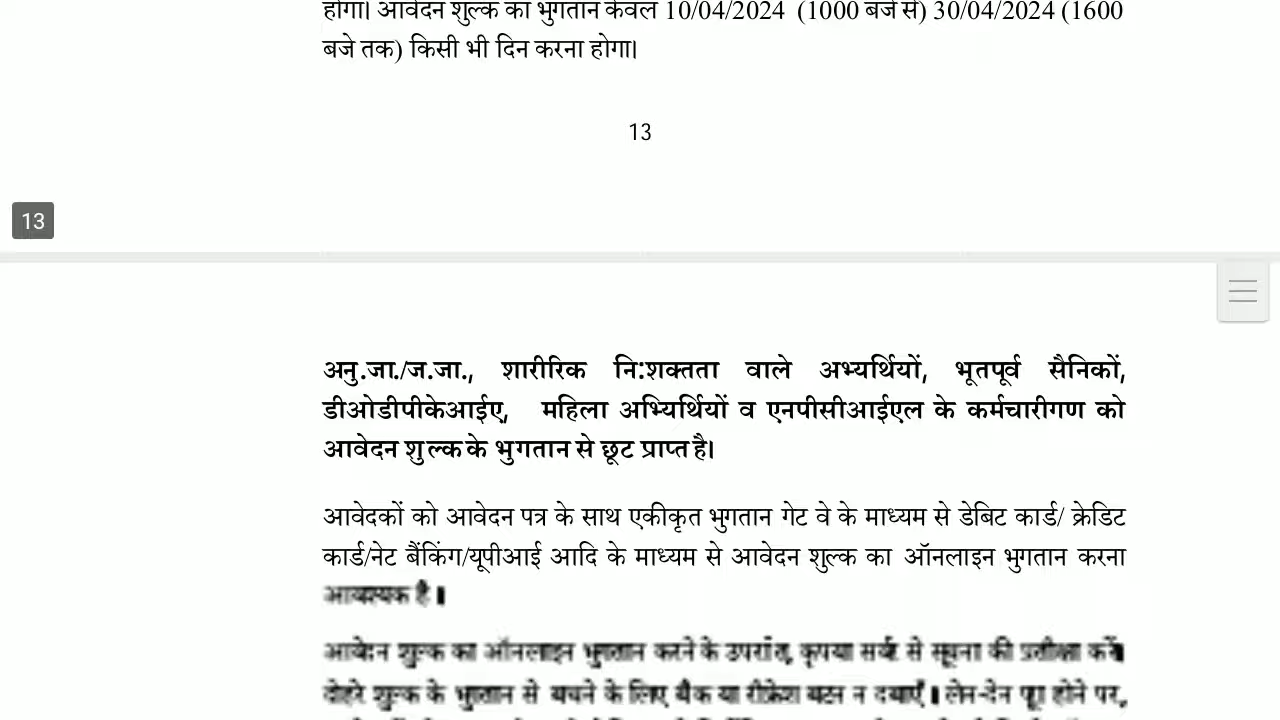 होगा। आवेदन शुल्क का भुगतान केवल 10/04/2024 (1000 बजे से) 30/04/2024 (1600
बजे तक) किसी भी दिन करना होगा।
13
13
अनु.जा./ज.जा., शारीरिक नि:शक्तता वाले अभ्यर्थियों, भूतपूर्व सैनिकों,
डीओडीपीकेआईए, महिला अभ्यिर्थियों व एनपीसीआईएल के कर्मचारीगण को
आवेदन शुल्क के भुगतान से छूट प्राप्त है।
आवेदकों को आवेदन पत्र के साथ एकीकृत भुगतान गेट वे के माध्यम से डेबिट कार्ड/ क्रेडिट
कार्ड/नेट बैंकिंग/यूपीआई आदि के माध्यम से आवेदन शुल्क का ऑनलाइन भुगतान करना
आवश्यक है।
आवेदन शुल्क का ऑनलाइन भुगतान करने के उपरांत, कृपया सर्वर से सूचना की प्रतीक्षा करें।
दोहरे शुल्क के भुगतान से बचने के लिए बैक या रीफ्रेश बटन न दबाएँ। लेन-देन पूरा होने पर,